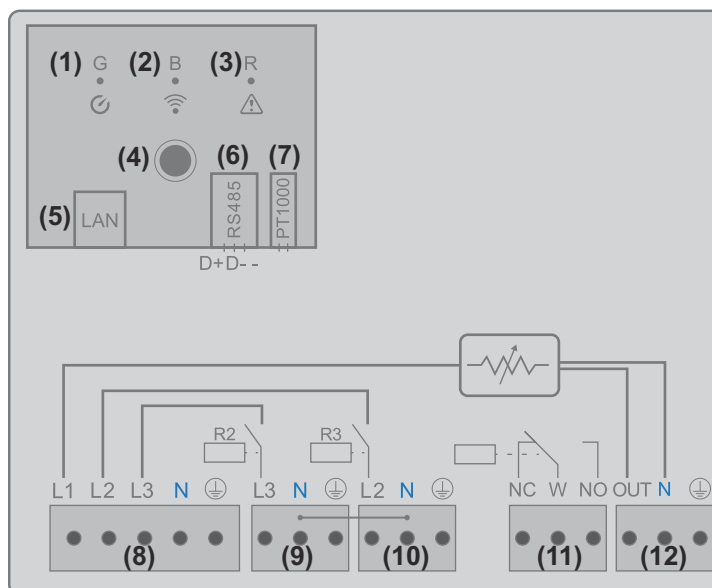 (1) G (2) B (3) R
(4) (6) (7)
(5) LAN RS485 PT1000
D+D- -
R2 R3
L1 L2 L3 N L3 N L2 N NC W NO OUT N
(8) (9) (10) (11) (12)